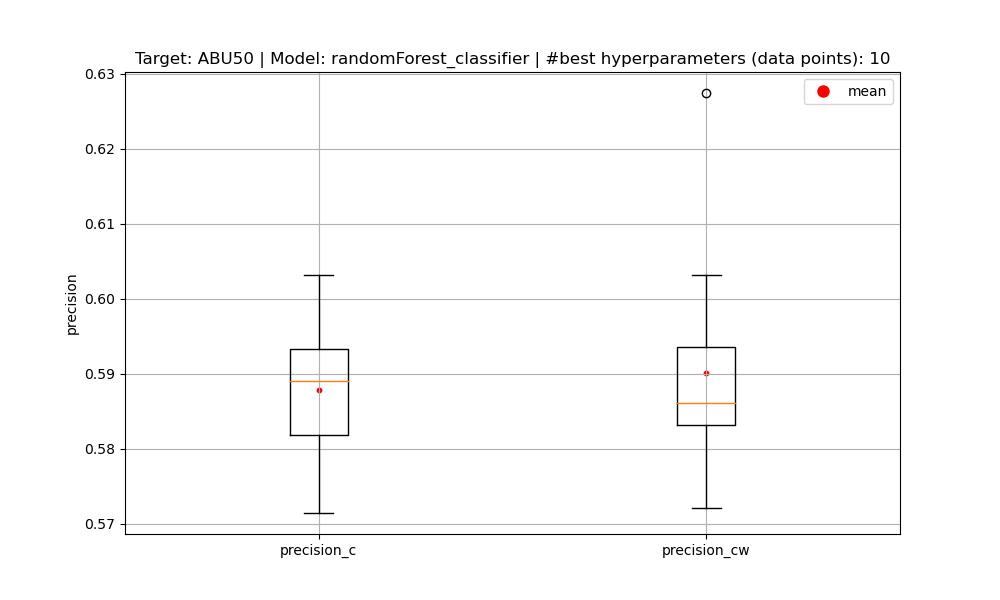 Target: ABU50 | Model: randomForest_classifier | #best hyperparameters (data points): 10
mean
0.63
0.62
0.61
0.60
0.59
0.58
0.57
precision
precision_c
precision_cw